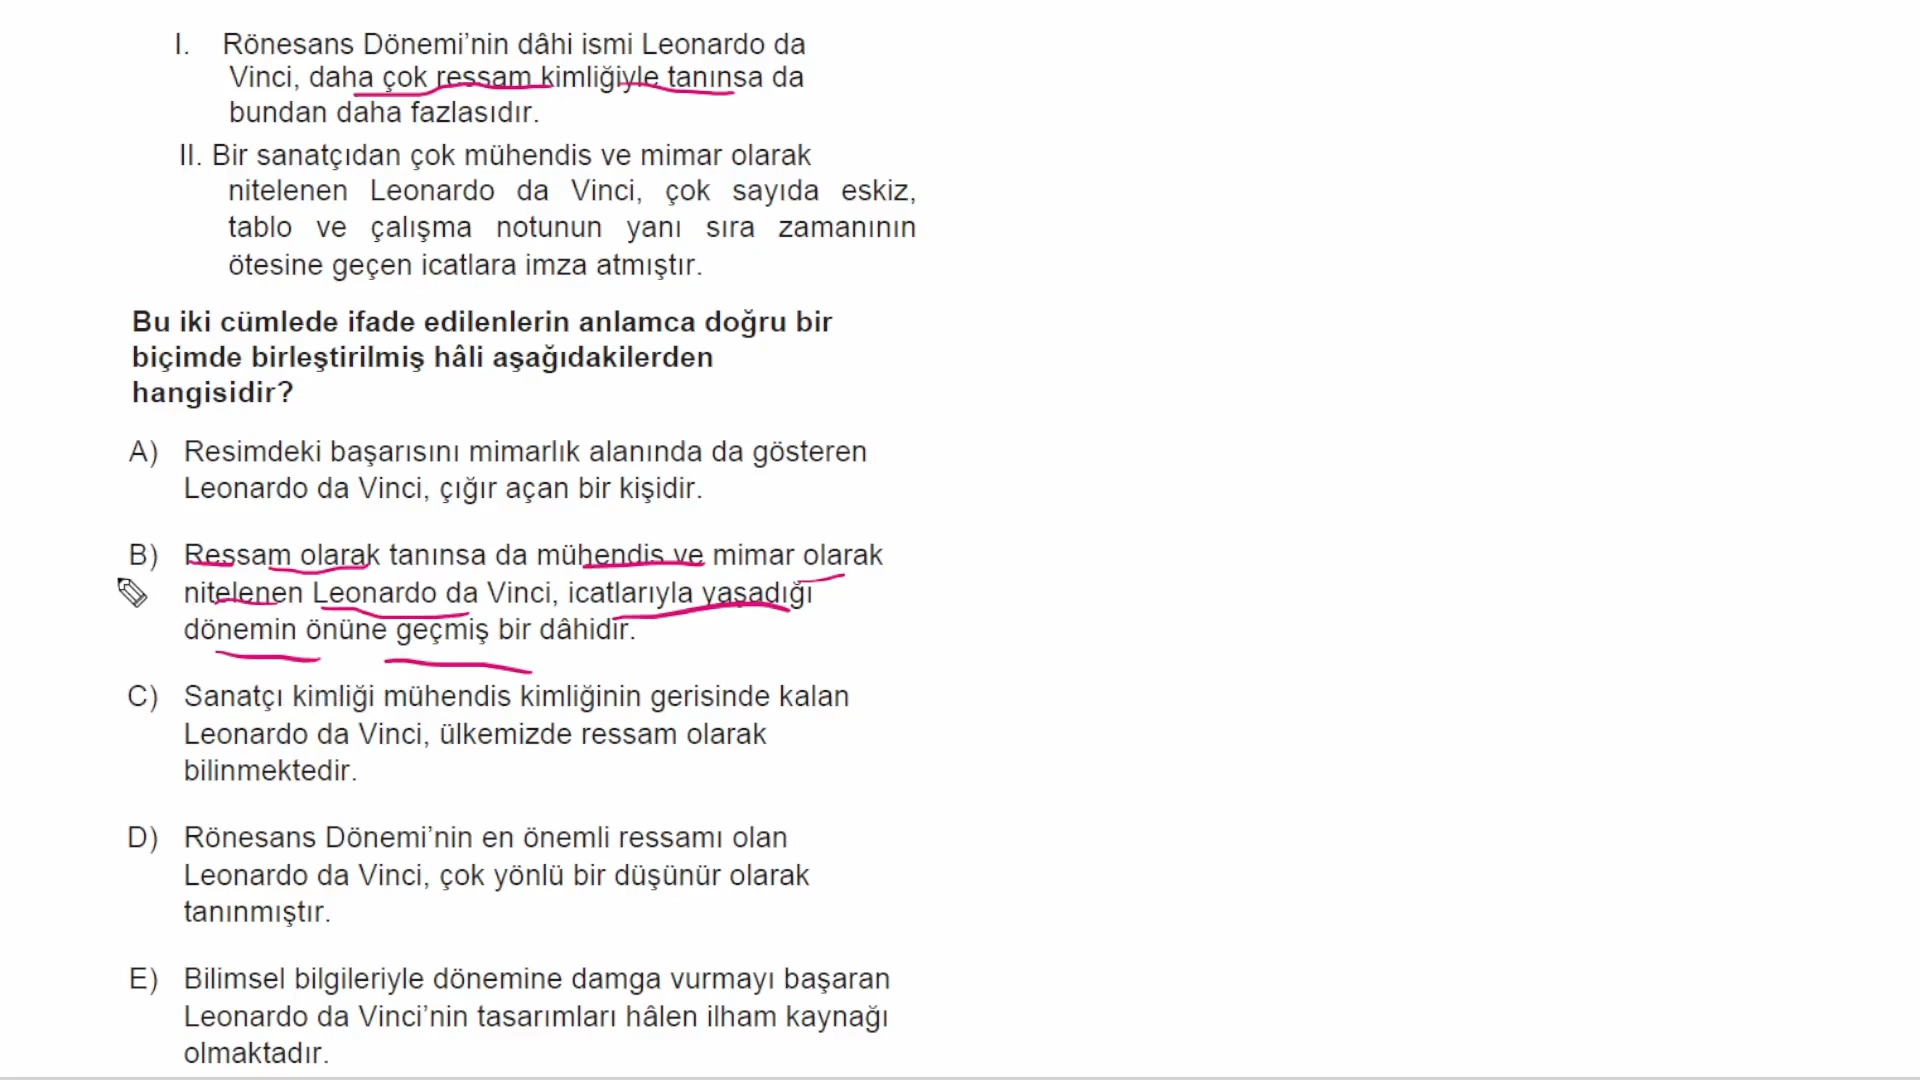 I. Rönesans Dönemi’nin dâhi ismi Leonardo da
Vinci, daha çok ressam kimliğiyle tanınsa da
bundan daha fazlasıdır.
II. Bir sanatçıdan çok mühendis ve mimar olarak
nitelenen Leonardo da Vinci, çok sayıda eskiz,
tablo ve çalışma notunun yanı sıra zamanının
ötesine geçen icatlara imza atmıştır.
Bu iki cümlede ifade edilenlerin anlamca doğru bir
biçimde birleştirilmiş hâli aşağıdakilerden
hangisidir?
A) Resimdeki başarısını mimarlık alanında da gösteren
Leonardo da Vinci, çığır açan bir kişidir.
B) Ressam olarak tanınsa da mühendis ve mimar olarak
nitelenen Leonardo da Vinci, icatlarıyla yaşadığı
dönemin önüne geçmiş bir dâhidir.
C) Sanatçı kimliği mühendis kimliğinin gerisinde kalan
Leonardo da Vinci, ülkemizde ressam olarak
bilinmektedir.
D) Rönesans Dönemi’nin en önemli ressamı olan
Leonardo da Vinci, çok yönlü bir düşünür olarak
tanınmıştır.
E) Bilimsel bilgileriyle dönemine damga vurmayı başaran
Leonardo da Vinci’nin tasarımları hâlen ilham kaynağı
olmaktadır.